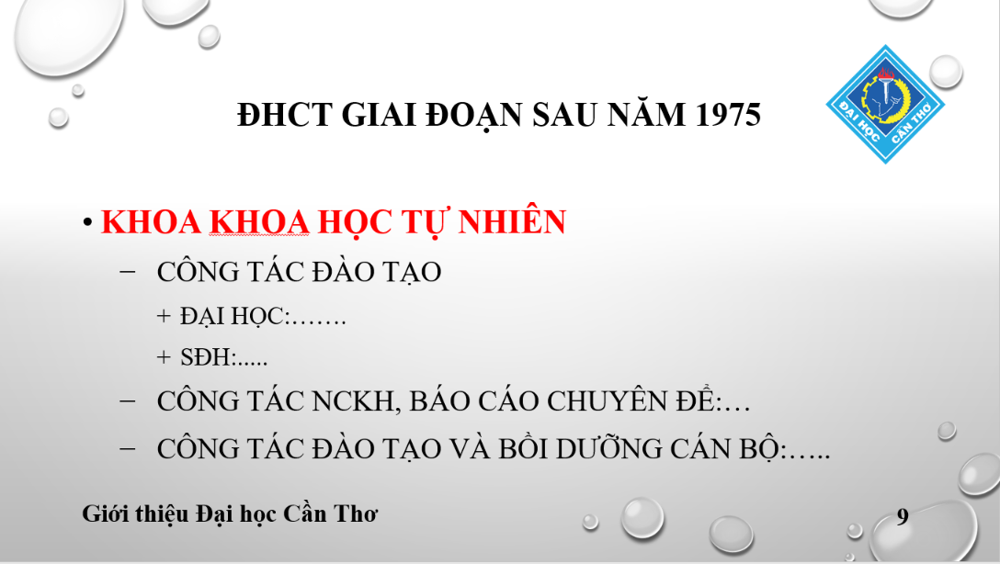 ĐHCT GIAI ĐOẠN SAU NĂM 1975
ĐẠI HỌC CẦN THƠ
• KHOA KHOA HỌC TỰ NHIÊN
– CÔNG TÁC ĐÀO TẠO
+ ĐẠI HỌC:…….
+ SĐH:.....
– CÔNG TÁC NCKH, BÁO CÁO CHUYÊN ĐỂ:…
– CÔNG TÁC ĐÀO TẠO VÀ BỒI DƯỠNG CÁN BỘ:…..
Giới thiệu Đại học Cần Thơ
9